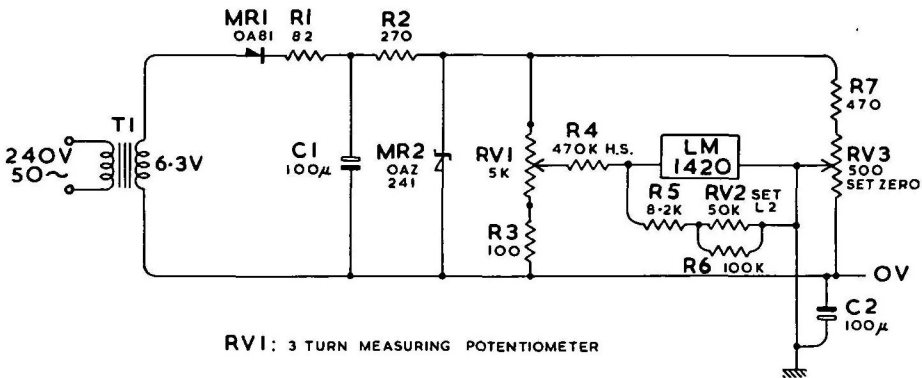 MR1
OA81
R1
82
R2
270
R7
470
T1
240V
50~
6·3V
C1
100μ
MR2
OAZ
241
RV1
5K
R4
470K H.S.
LM
1420
RV3
500
SET ZERO
R5
8·2K
RV2
50K
SET
L2
R3
100
R6
100K
0V
C2
100μ
RV1: 3 TURN MEASURING POTENTIOMETER